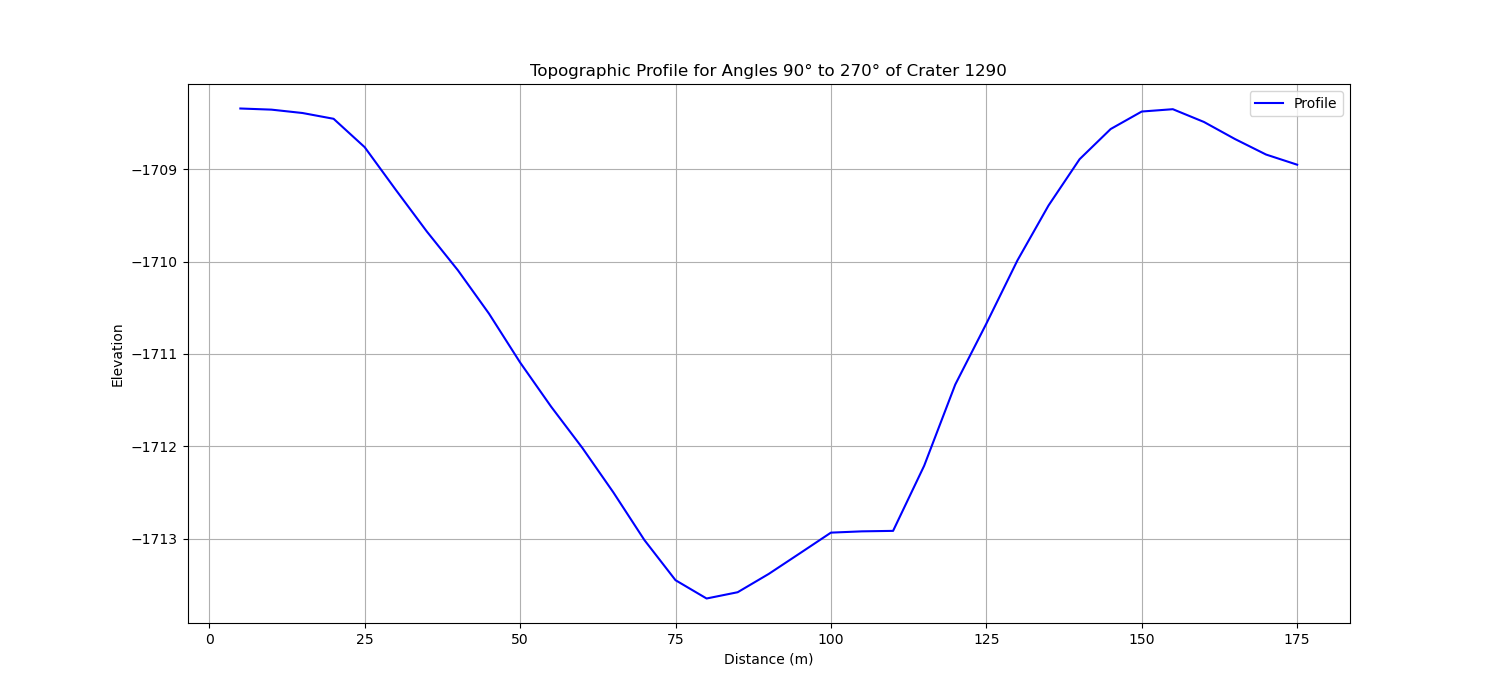 Topographic Profile for Angles 90° to 270° of Crater 1290
Profile
Elevation
−1709
−1710
−1711
−1712
−1713
0 25 50 75 100 125 150 175
Distance (m)